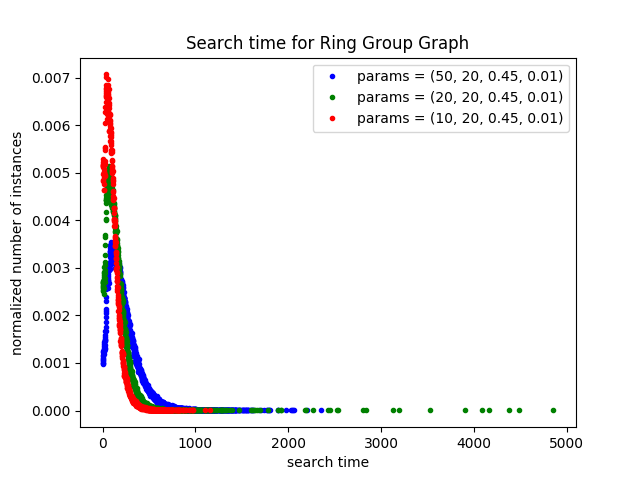 Search time for Ring Group Graph
params = (50, 20, 0.45, 0.01)
params = (20, 20, 0.45, 0.01)
params = (10, 20, 0.45, 0.01)
normalized number of instances
0.007
0.006
0.005
0.004
0.003
0.002
0.001
0.000
0 1000 2000 3000 4000 5000
search time